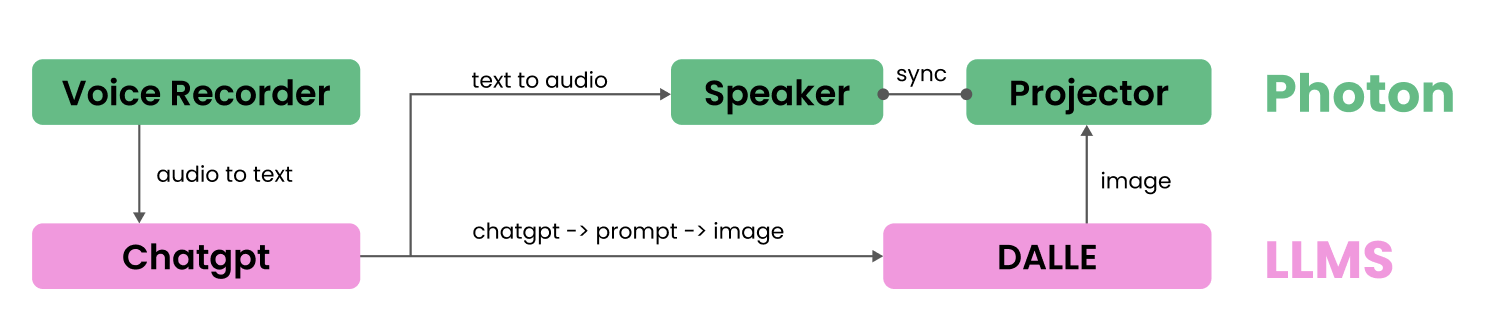 Voice Recorder
text to audio
Speaker
sync
Projector
Photon
audio to text
image
Chatgpt
chatgpt -> prompt -> image
DALLE
LLMS